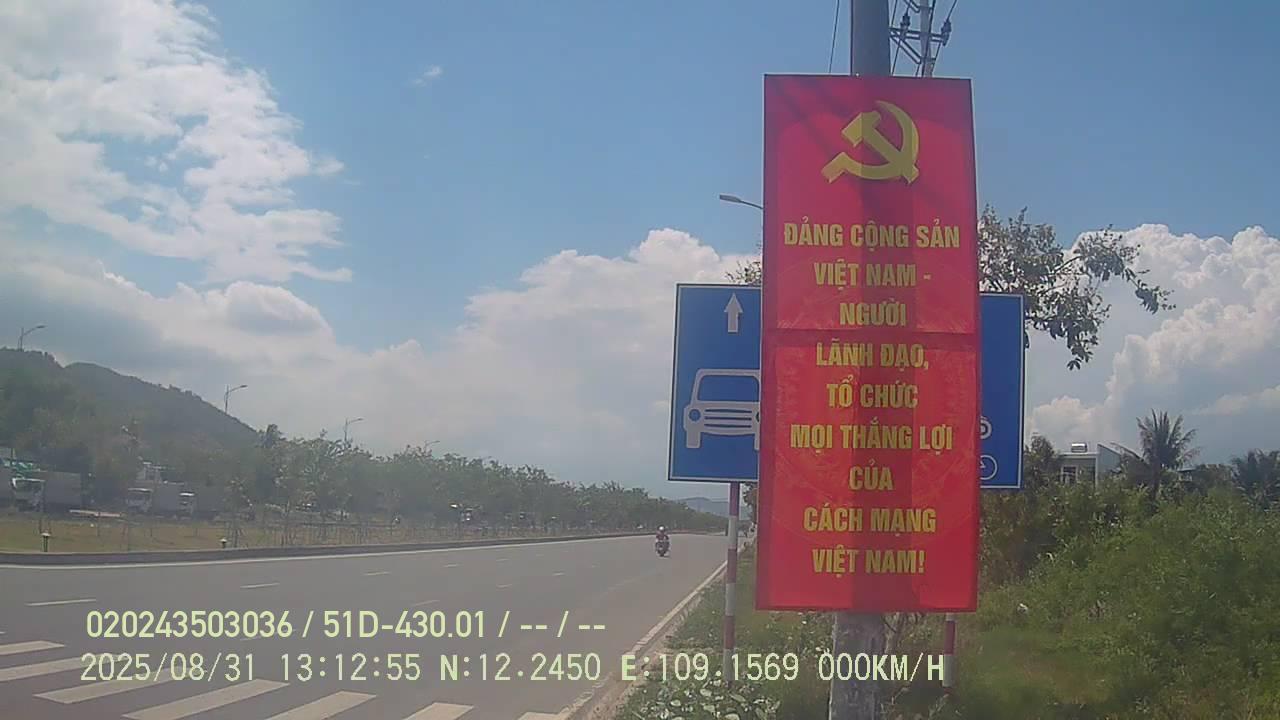 ĐẢNG CỘNG SẢN
VIỆT NAM -
NGƯỜI
LÃNH ĐẠO,
TỔ CHỨC
MỌI THẮNG LỢI
CỦA
CÁCH MẠNG
VIỆT NAM!
020243503036 / 51D-430.01 / -- / --
2025/08/31 13:12:55 N:12.2450 E:109.1569 000KM/H